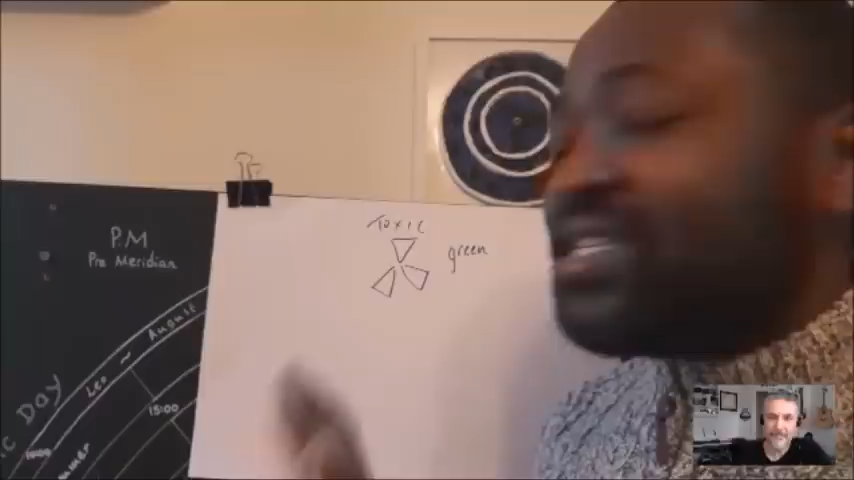 P.M
Pre Meridian
Leo ~ August
15:00
C DAY
TOXIC
green